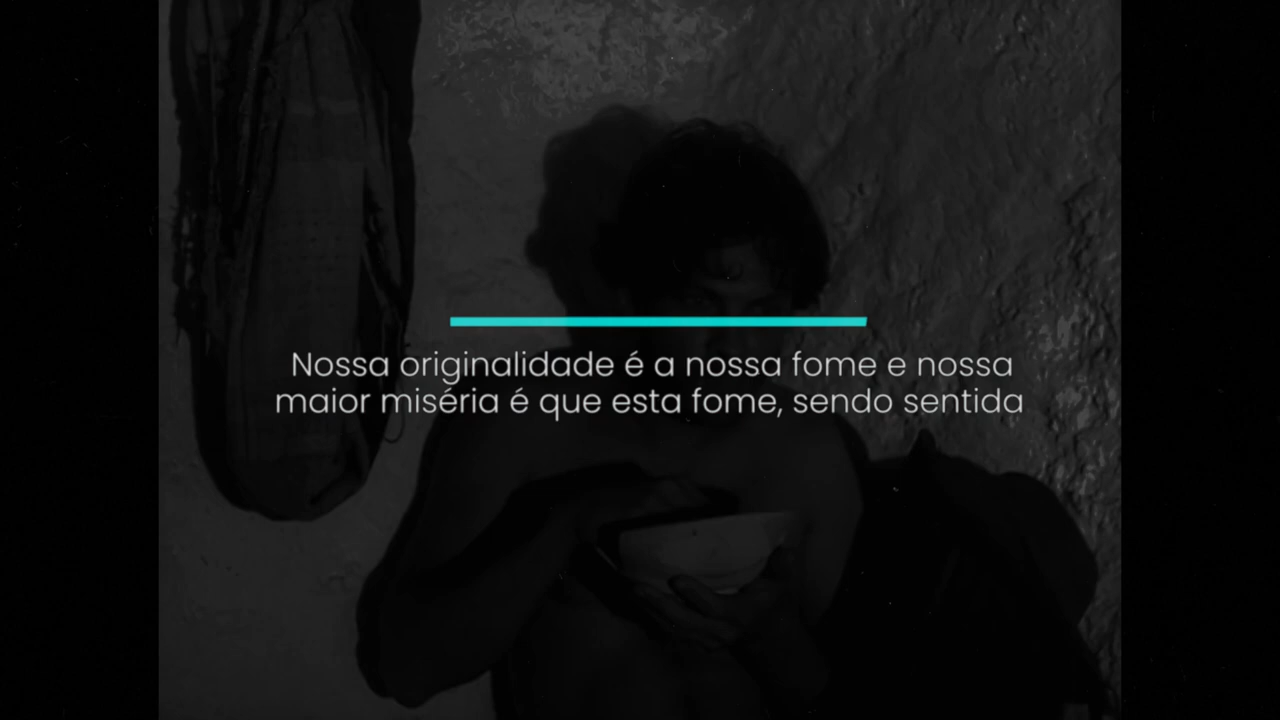 Nossa originalidade é a nossa fome e nossa
maior miséria é que esta fome, sendo sentida